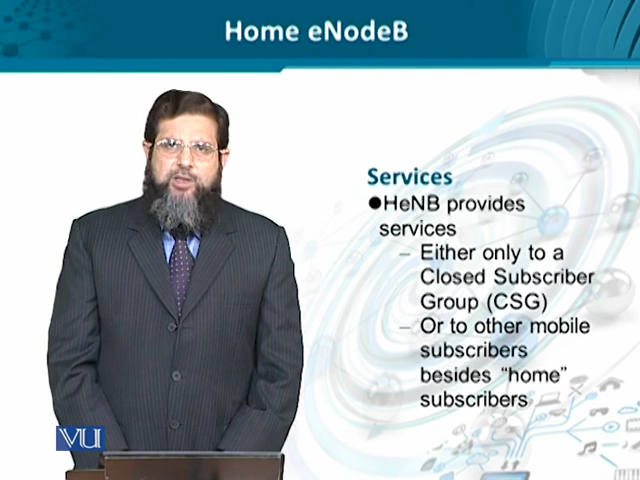 Home eNodeB
Services
●HeNB provides
services
– Either only to a
Closed Subscriber
Group (CSG)
– Or to other mobile
subscribers
besides “home”
subscribers
VU